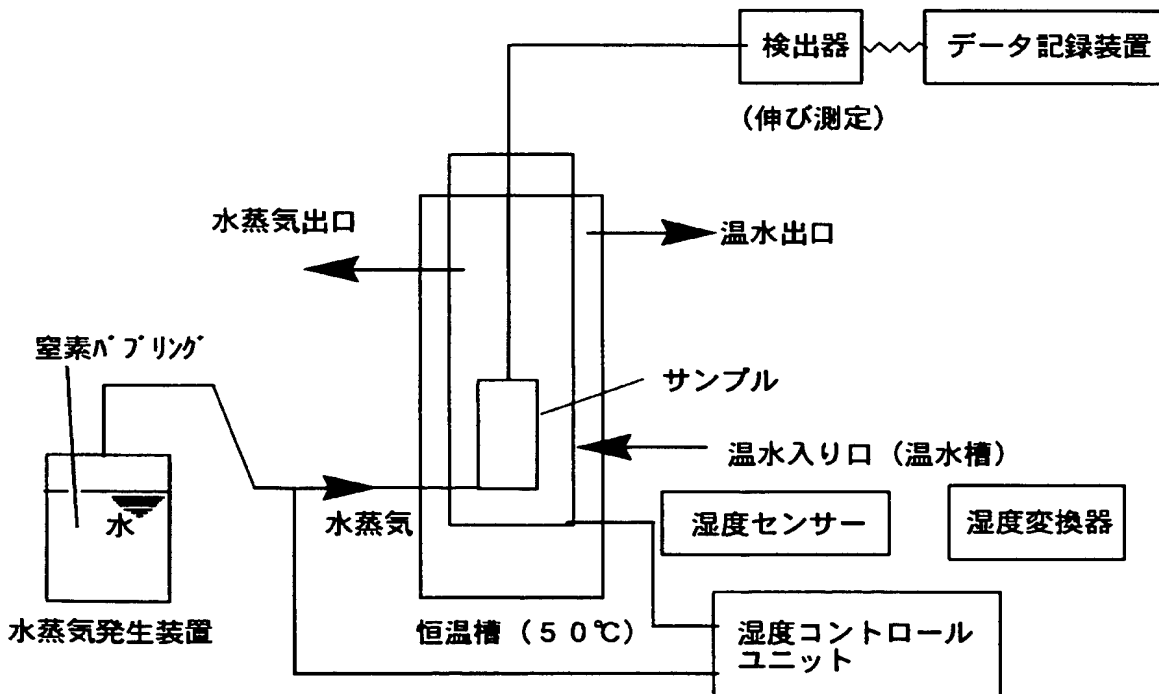 検出器
データ記録装置
(伸び測定)
水蒸気出口
温水出口
窒素ﾊﾞﾌﾞﾘﾝｸﾞ
サンプル
温水入り口(温水槽)
水蒸気
湿度センサー
湿度変換器
水
水蒸気発生装置
恒温槽(50℃)
湿度コントロール
ユニット